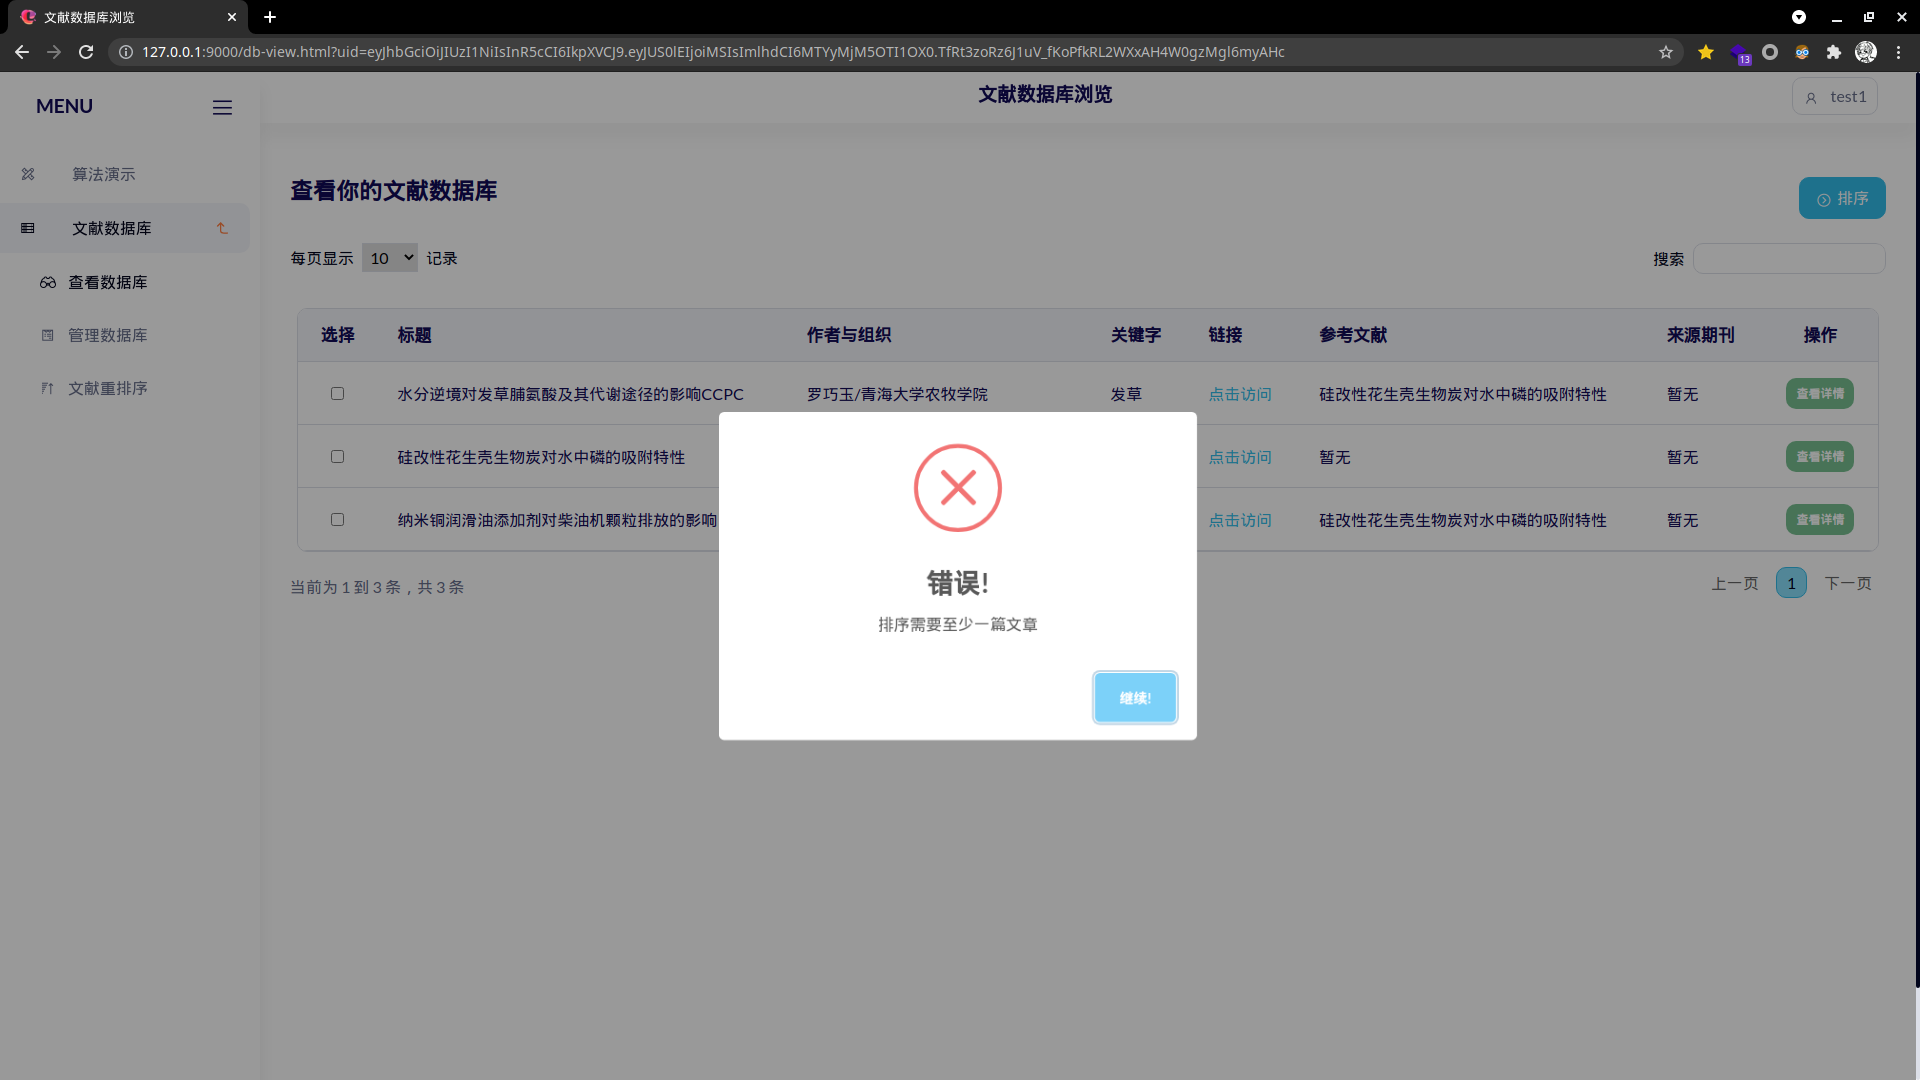 文献数据库浏览
127.0.0.1:9000/db-view.html?uid=eyJhbGciOiJIUzI1NiIsInR5cCI6IkpXVCJ9.eyJUS0lEIjoiMSIsImlhdCI6MTYyMjM5OTI1OX0.TfRt3zoRz6J1uV_fKoPfkRL2WXxAH4W0gzMgl6myAHc
13
MENU
文献数据库浏览
test1
算法演示
文献数据库
查看数据库
管理数据库
文献重排序
查看你的文献数据库
排序
每页显示 10 记录
搜索
选择 标题 作者与组织 关键字 链接 参考文献 来源期刊 操作
水分逆境对发草脯氨酸及其代谢途径的影响CCPC 罗巧玉/青海大学农牧学院 发草 点击访问 硅改性花生壳生物炭对水中磷的吸附特性 暂无 查看详情
硅改性花生壳生物炭对水中磷的吸附特性 点击访问 暂无 暂无 查看详情
纳米铜润滑油添加剂对柴油机颗粒排放的影响 点击访问 硅改性花生壳生物炭对水中磷的吸附特性 暂无 查看详情
当前为 1 到 3 条，共 3 条
上一页 1 下一页
错误!
排序需要至少一篇文章
继续!